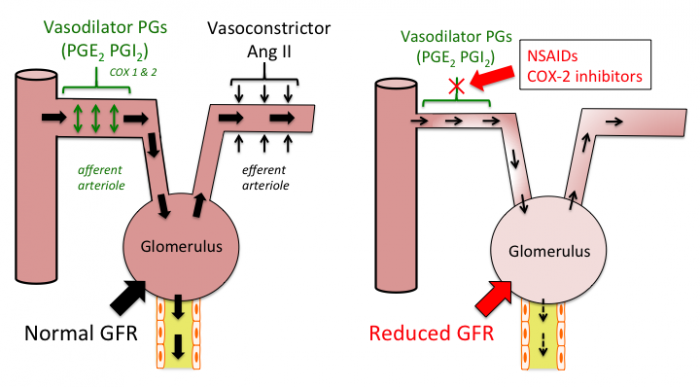 Vasodilator PGs
(PGE2 PGI2)
COX 1 & 2
Vasoconstrictor
Ang II
afferent
arteriole
efferent
arteriole
Glomerulus
Normal GFR
Vasodilator PGs
(PGE2 PGI2)
NSAIDs
COX-2 inhibitors
Glomerulus
Reduced GFR